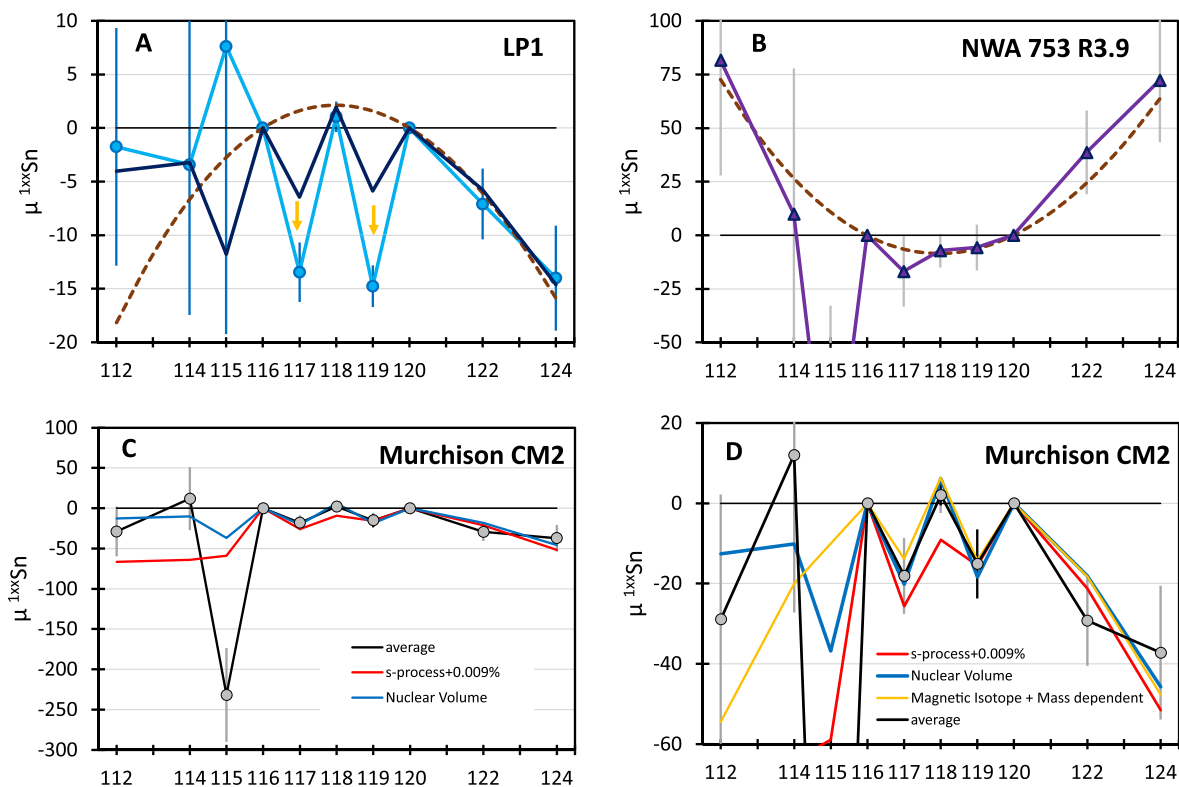 A
LP1
10
5
0
-5
-10
-15
-20
μ ¹ˣˣSn
112 114 115 116 117 118 119 120 122 124
B
NWA 753 R3.9
100
75
50
25
0
-25
-50
μ ¹ˣˣSn
112 114 115 116 117 118 119 120 122 124
C
Murchison CM2
100
50
0
-50
-100
-150
-200
-250
-300
μ ¹ˣˣSn
average
s-process+0.009%
Nuclear Volume
112 114 115 116 117 118 119 120 122 124
D
Murchison CM2
20
0
-20
-40
-60
μ ¹ˣˣSn
s-process+0.009%
Nuclear Volume
Magnetic Isotope + Mass dependent
average
112 114 115 116 117 118 119 120 122 124